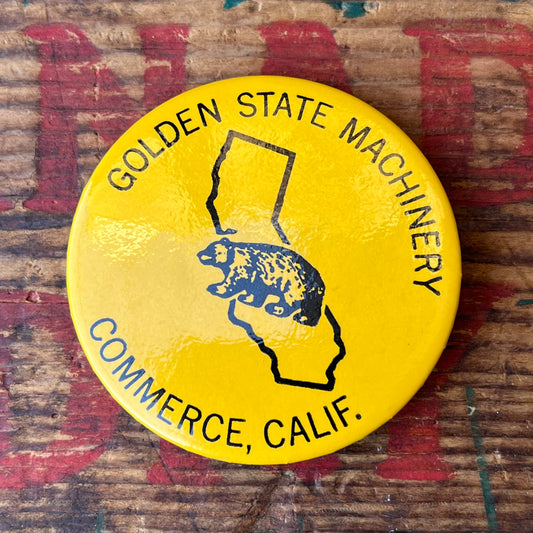 GOLDEN STATE MACHINERY
COMMERCE, CALIF.